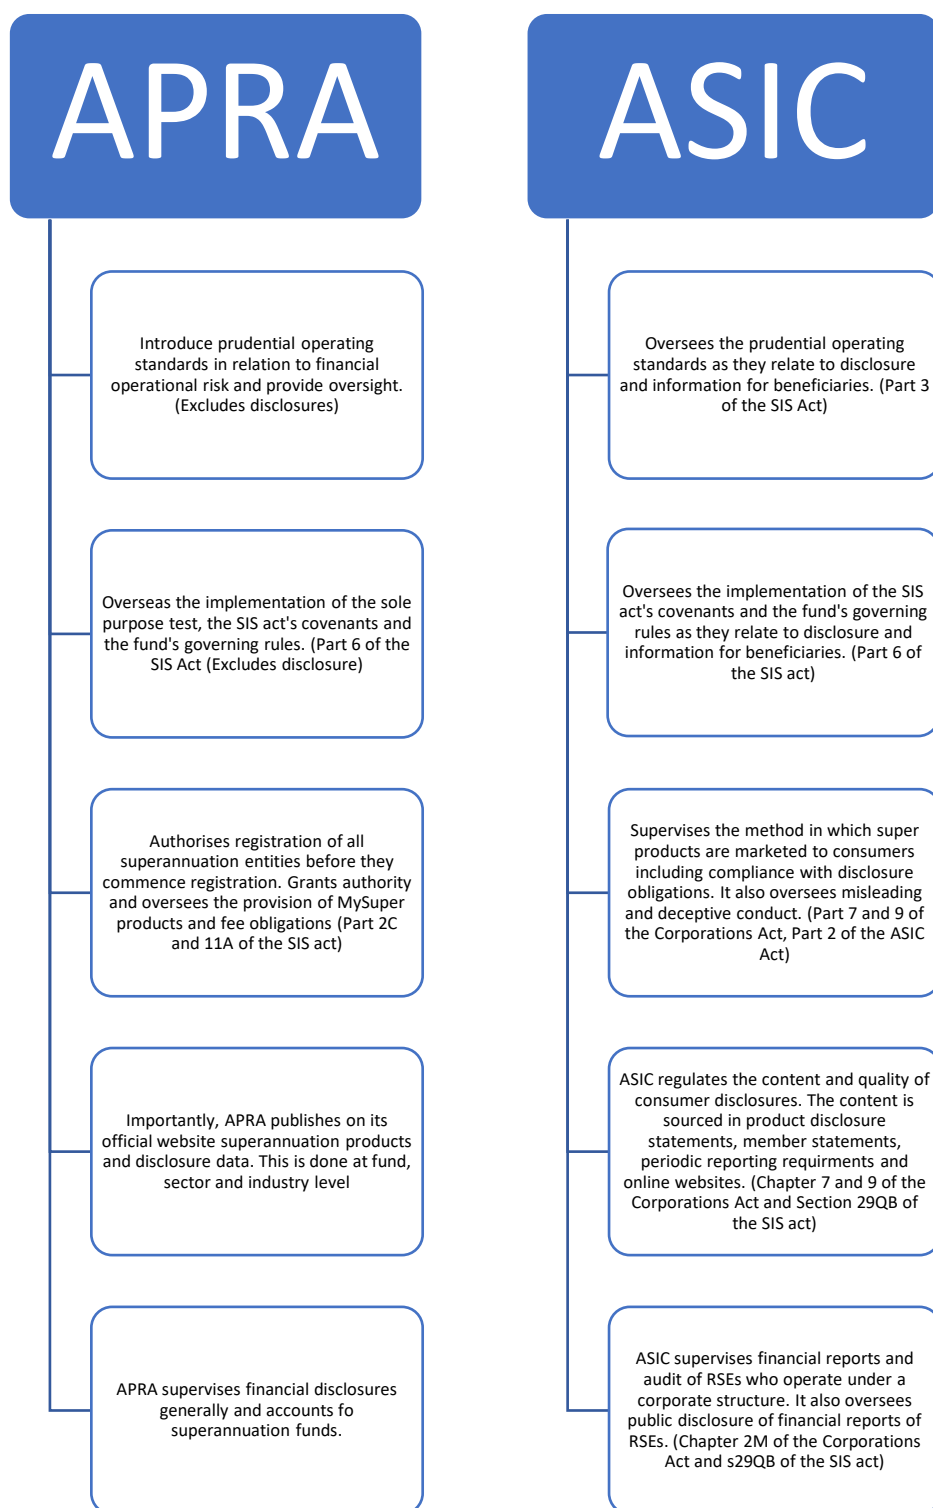 APRA
Introduce prudential operating
standards in relation to financial
operational risk and provide oversight.
(Excludes disclosures)
Overseas the implementation of the sole
purpose test, the SIS act's covenants and
the fund's governing rules. (Part 6 of the
SIS Act (Excludes disclosure)
Authorises registration of all
superannuation entities before they
commence registration. Grants authority
and oversees the provision of MySuper
products and fee obligations (Part 2C
and 11A of the SIS act)
Importantly, APRA publishes on its
official website superannuation products
and disclosure data. This is done at fund,
sector and industry level
APRA supervises financial disclosures
generally and accounts fo
superannuation funds.
ASIC
Oversees the prudential operating
standards as they relate to disclosure
and information for beneficiaries. (Part 3
of the SIS Act)
Oversees the implementation of the SIS
act's covenants and the fund's governing
rules as they relate to disclosure and
information for beneficiaries. (Part 6 of
the SIS act)
Supervises the method in which super
products are marketed to consumers
including compliance with disclosure
obligations. It also oversees misleading
and deceptive conduct. (Part 7 and 9 of
the Corporations Act, Part 2 of the ASIC
Act)
ASIC regulates the content and quality of
consumer disclosures. The content is
sourced in product disclosure
statements, member statements,
periodic reporting requirments and
online websites. (Chapter 7 and 9 of the
Corporations Act and Section 29QB of
the SIS act)
ASIC supervises financial reports and
audit of RSEs who operate under a
corporate structure. It also oversees
public disclosure of financial reports of
RSEs. (Chapter 2M of the Corporations
Act and s29QB of the SIS act)